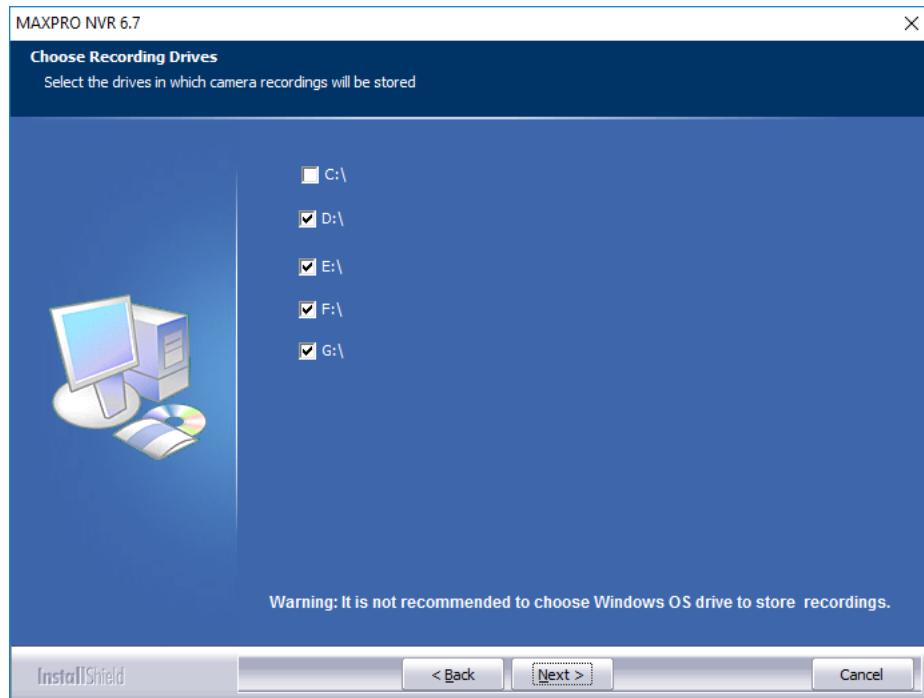 MAXPRO NVR 6.7
Choose Recording Drives
Select the drives in which camera recordings will be stored
C:\
D:\
E:\
F:\
G:\
Warning: It is not recommended to choose Windows OS drive to store recordings.
InstallShield
< Back
Next >
Cancel